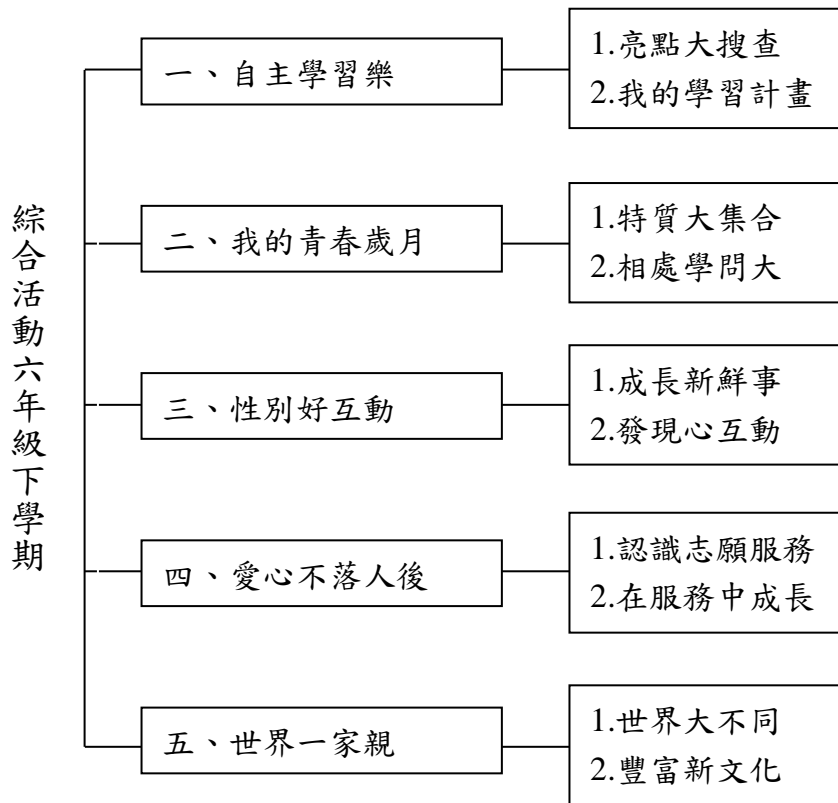 綜合活動六年級下學期
一、自主學習樂
1.亮點大搜查
2.我的學習計畫
二、我的青春歲月
1.特質大集合
2.相處學問大
三、性別好互動
1.成長新鮮事
2.發現心互動
四、愛心不落人後
1.認識志願服務
2.在服務中成長
五、世界一家親
1.世界大不同
2.豐富新文化